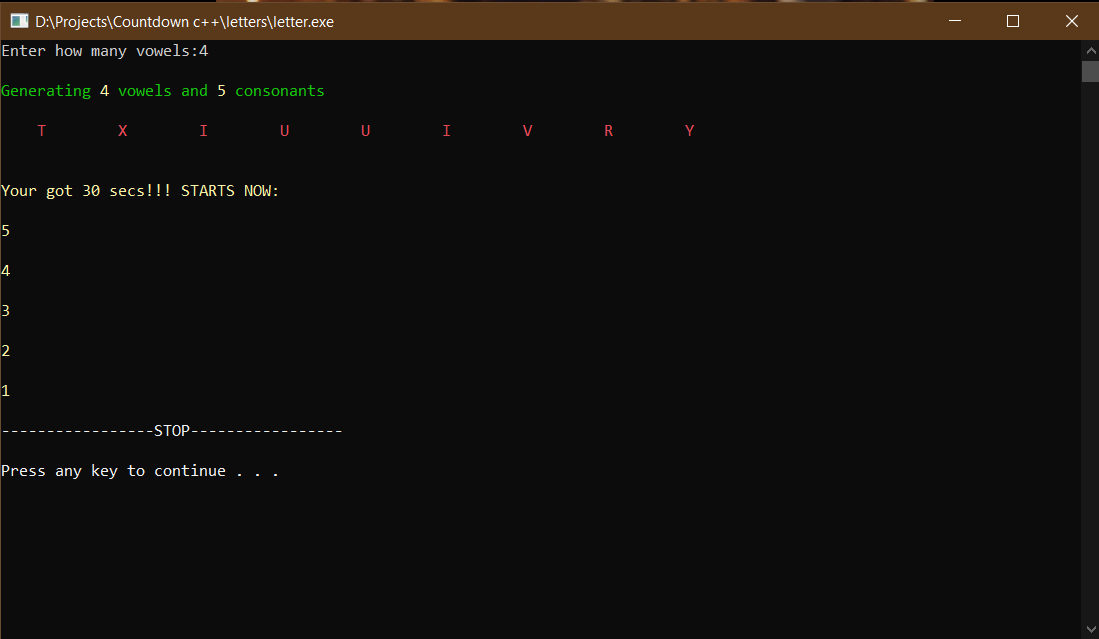 D:\Projects\Countdown c++\letters\letter.exe
Enter how many vowels:4
Generating 4 vowels and 5 consonants
T X I U U I V R Y
Your got 30 secs!!! STARTS NOW:
5
4
3
2
1
-----------------STOP-----------------
Press any key to continue . . .